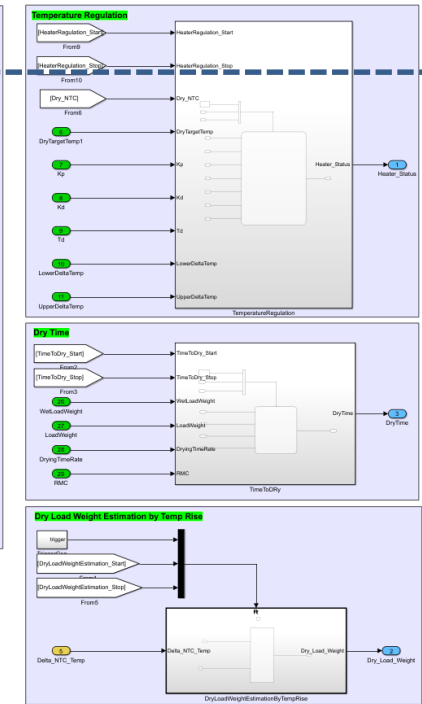 Temperature Regulation
[HeaterRegulation_Start]
HeaterRegulation_Start
From9
[HeaterRegulation_Stop]
HeaterRegulation_Stop
From10
[Dry_NTC]
Dry_NTC
From6
6
DryTargetTemp
DryTargetTemp1
7
Kp
Kp
Heater_Status
1
Heater_Status
8
Kd
Kd
9
Td
Td
10
LowerDeltaTemp
LowerDeltaTemp
11
UpperDeltaTemp
UpperDeltaTemp
TemperatureRegulation
Dry Time
[TimeToDry_Start]
TimeToDry_Start
From2
[TimeToDry_Stop]
TimeToDry_Stop
From3
26
WetLoadWeight
WetLoadWeight
27
LoadWeight
LoadWeight
DryTime
3
DryTime
28
DryingTimeRate
DryingTimeRate
29
RMC
RMC
TimeToDRy
Dry Load Weight Estimation by Temp Rise
trigger
[DryLoadWeightEstimation_Start]
[DryLoadWeightEstimation_Stop]
From5
5
Delta_NTC_Temp
Delta_NTC_Temp
Dry_Load_Weight
2
Dry_Load_Weight
DryLoadWeightEstimationByTempRise